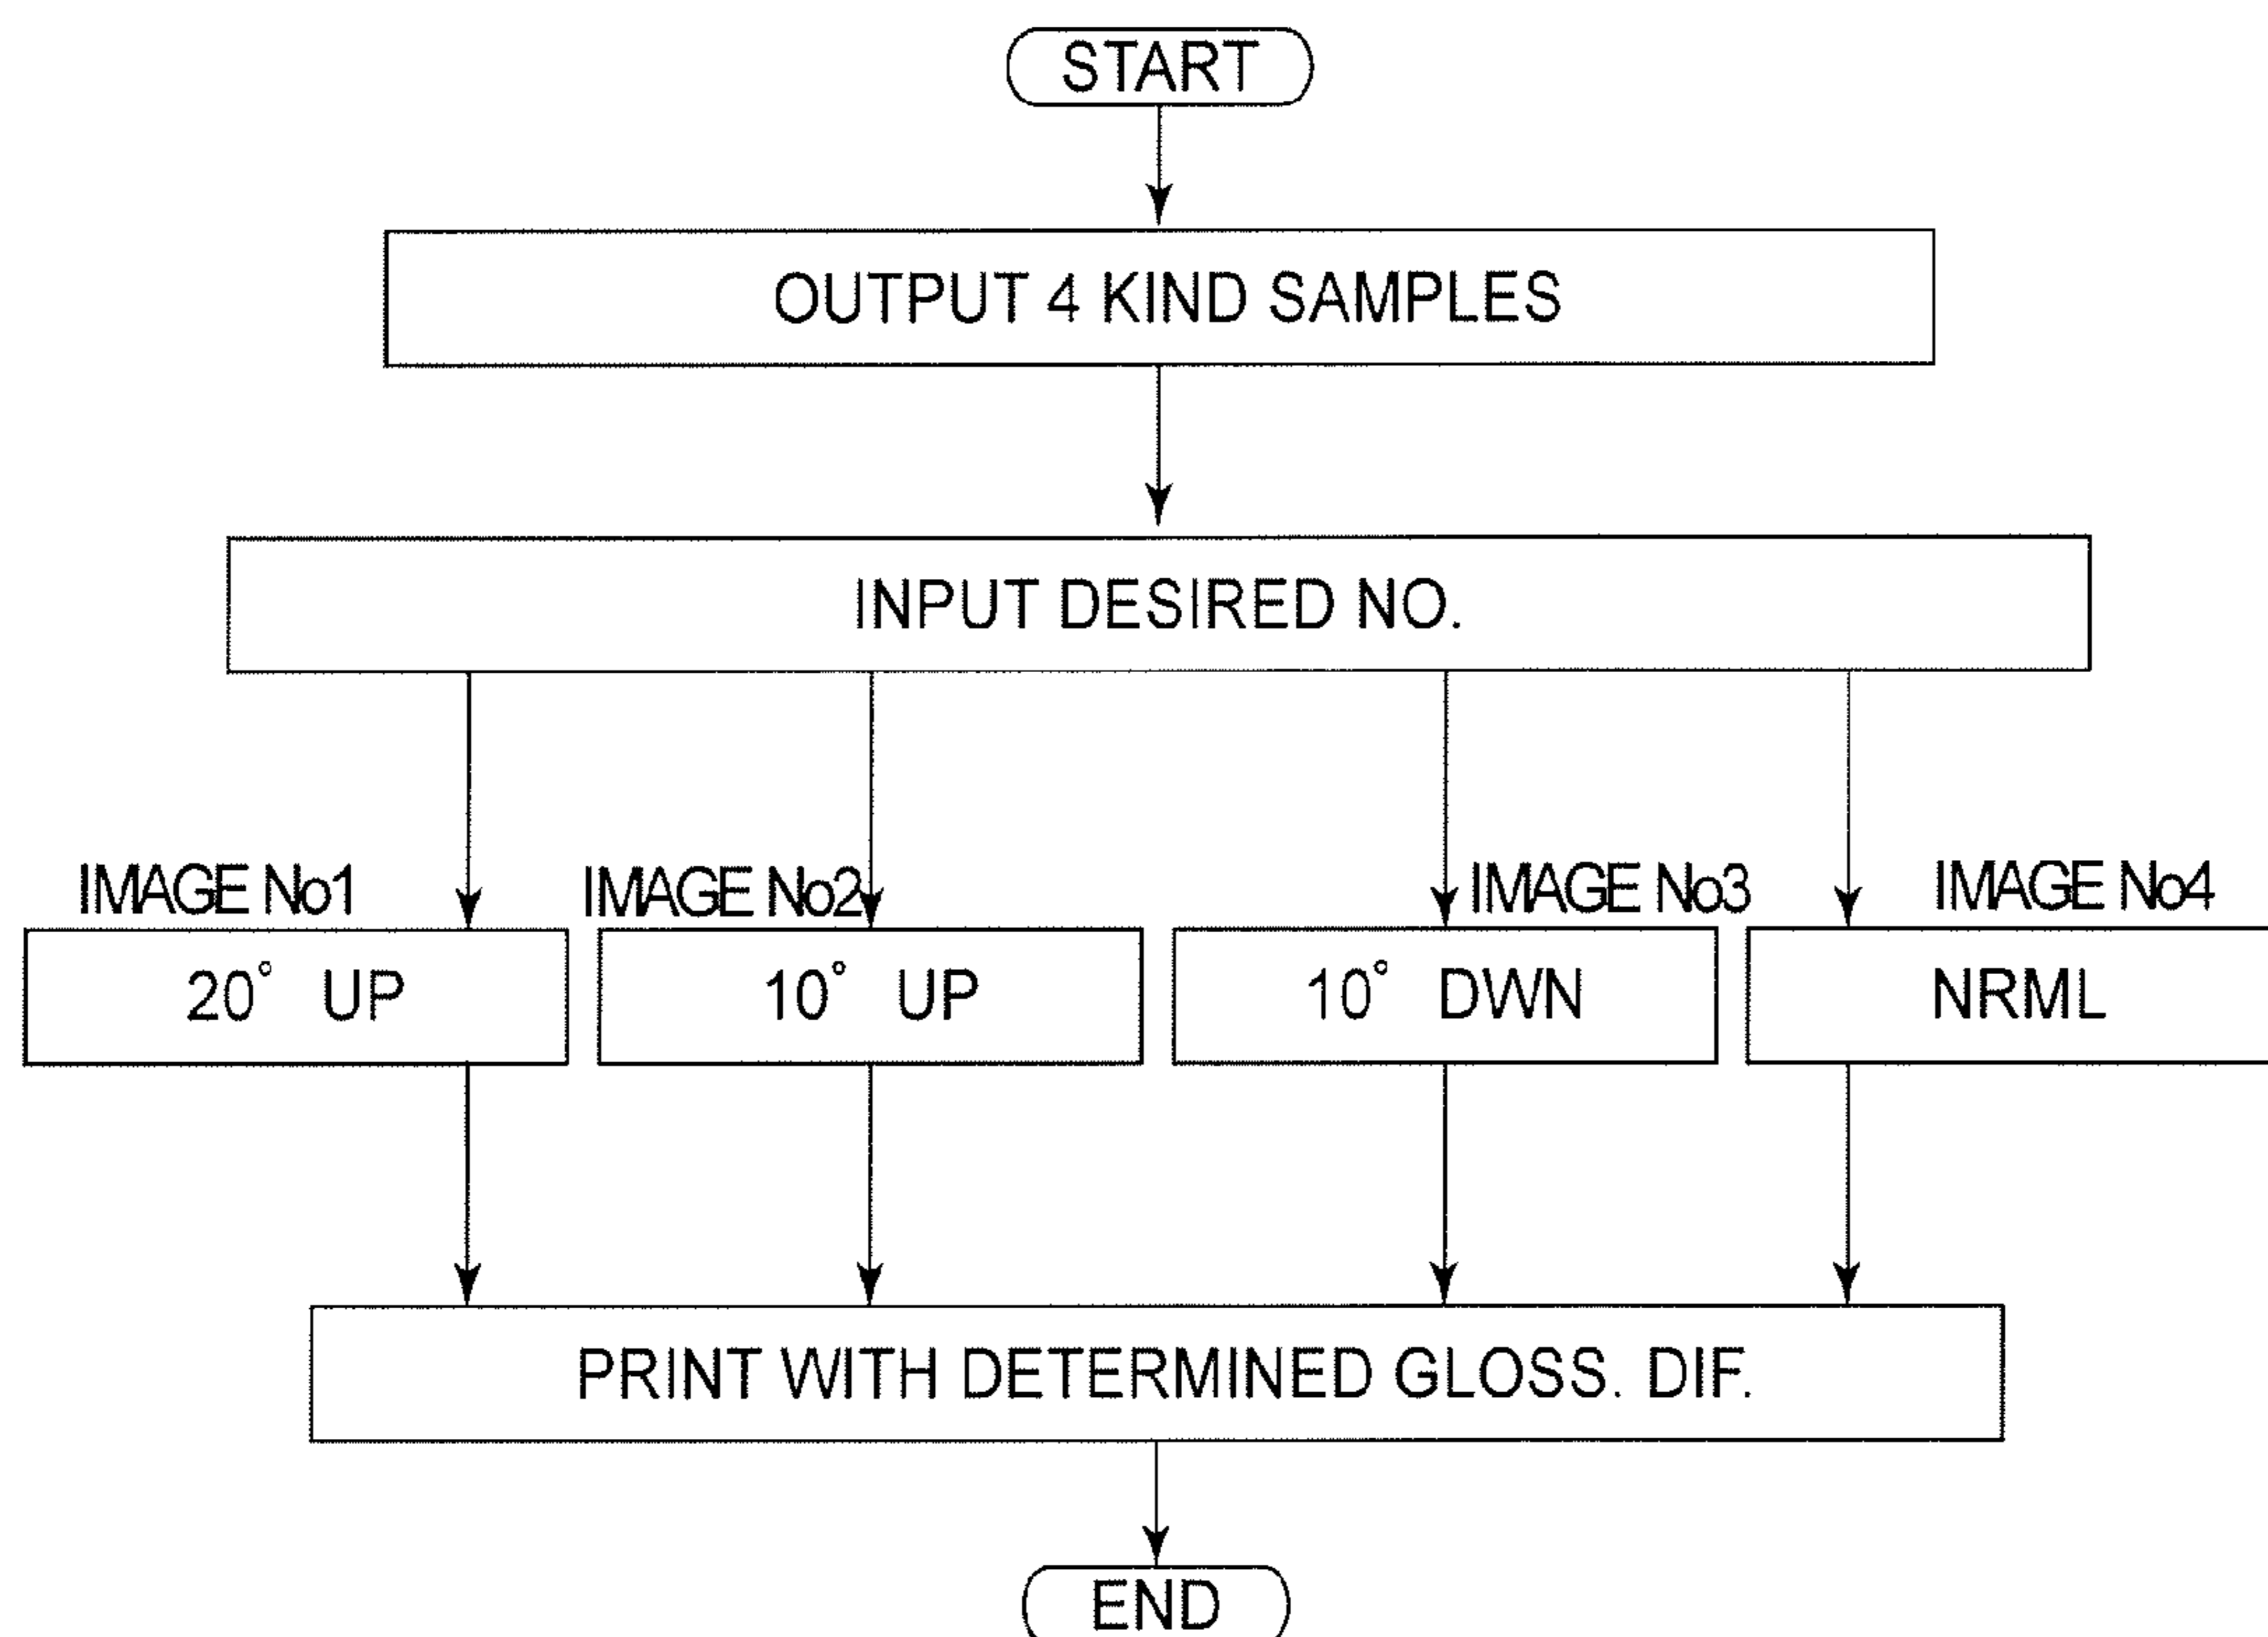 START
OUTPUT 4 KIND SAMPLES
INPUT DESIRED NO.
IMAGE No1
IMAGE No2
IMAGE No3
IMAGE No4
20° UP
10° UP
10° DWN
NRML
PRINT WITH DETERMINED GLOSS. DIF.
END